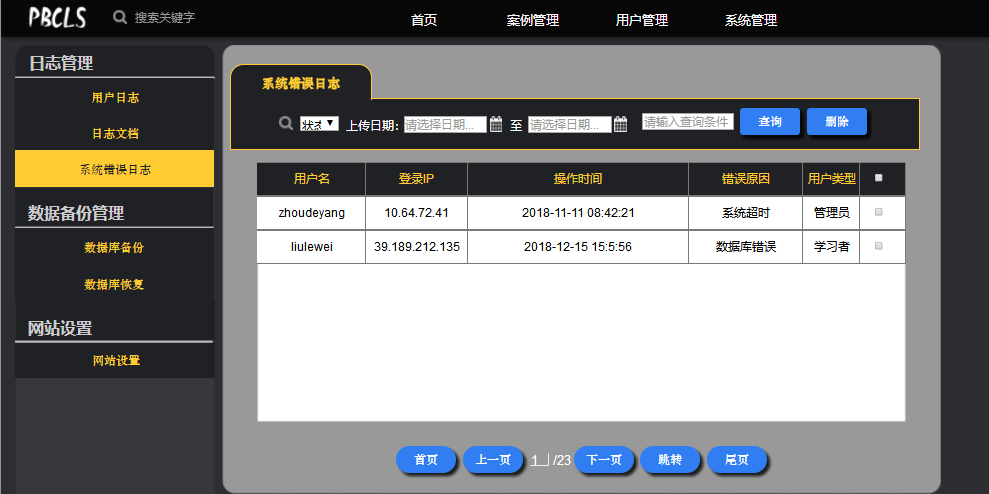 PBCLS 搜索关键字 首页 案例管理 用户管理 系统管理
日志管理
用户日志
日志文档
系统错误日志
数据备份管理
数据库备份
数据库恢复
网站设置
网站设置
系统错误日志
状态 上传日期： 请选择日期... 至 请选择日期... 请输入查询条件 查询 删除
用户名 登录IP 操作时间 错误原因 用户类型
zhoudeyang 10.64.72.41 2018-11-11 08:42:21 系统超时 管理员
liulewei 39.189.212.135 2018-12-15 15:5:56 数据库错误 学习者
首页 上一页 1 /23 下一页 跳转 尾页